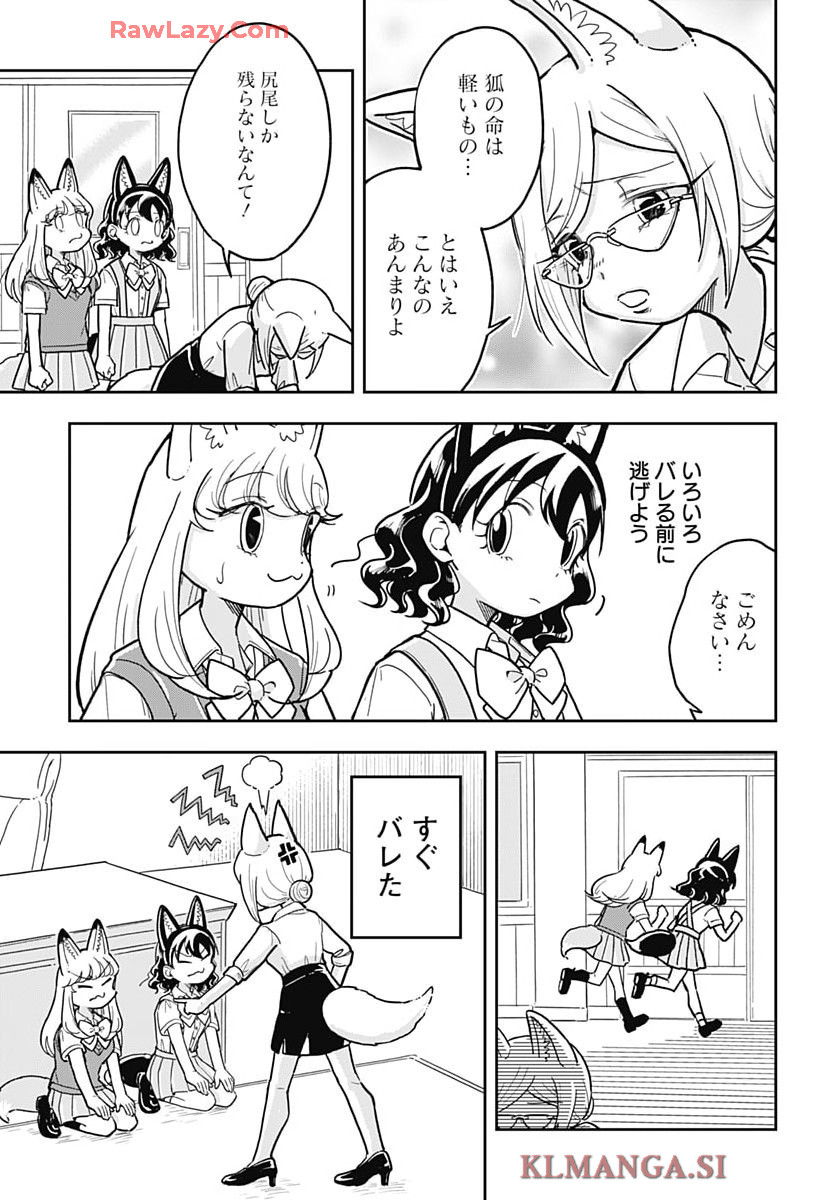 RawLazy.Com
狐の命は
軽いもの…
とはいえ
こんなの
あんまりよ
尻尾しか
残らないなんて！
ごめん
なさい…
いろいろ
バレる前に
逃げよう
すぐ
バレた
KLMANGA.SI